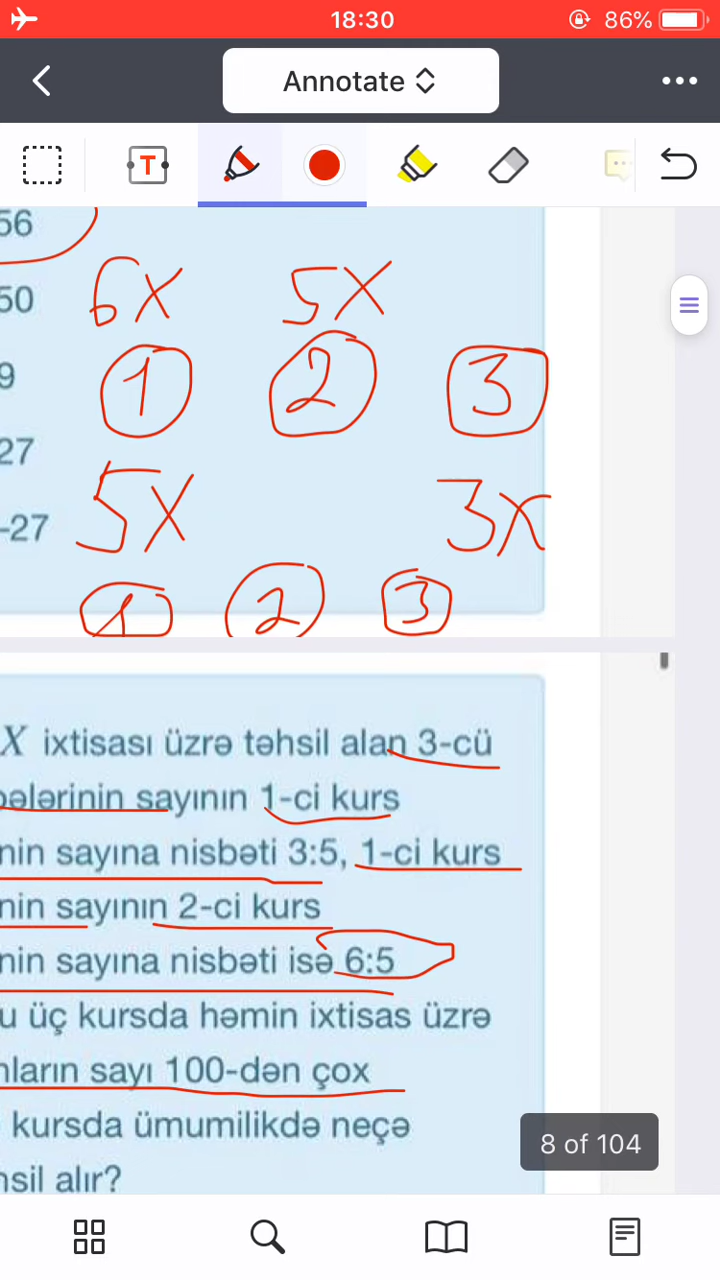 18:30 86%
Annotate
T
56
6x 5x
50
1 2 3
9
27
5x 3x
-27
1 2 3
X ixtisası üzrə təhsil alan 3-cü
ələrinin sayının 1-ci kurs
nin sayına nisbəti 3:5, 1-ci kurs
nin sayının 2-ci kurs
nin sayına nisbəti isə 6:5
u üç kursda həmin ixtisas üzrə
ların sayı 100-dən çox
kursda ümumilikdə neçə
8 of 104
sil alır?